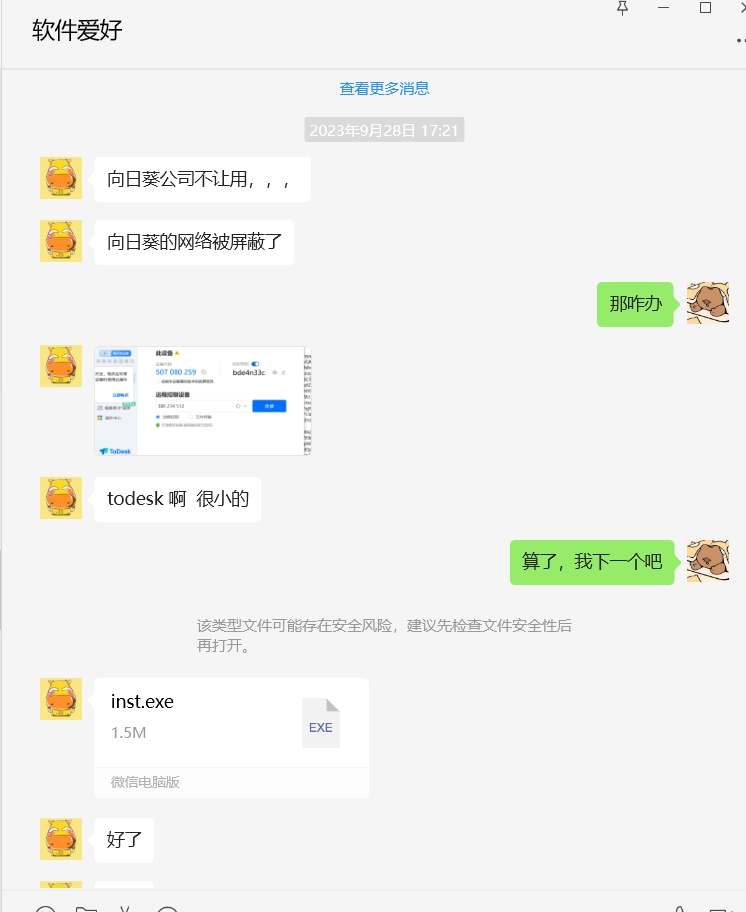 软件爱好
查看更多消息
2023年9月28日 17:21
向日葵公司不让用，，，
向日葵的网络被屏蔽了
那咋办
此设备
507 080 259
bde4n33c
远程控制设备
ToDesk
todesk 啊  很小的
算了，我下一个吧
该类型文件可能存在安全风险，建议先检查文件安全性后
再打开。
inst.exe
1.5M
EXE
微信电脑版
好了